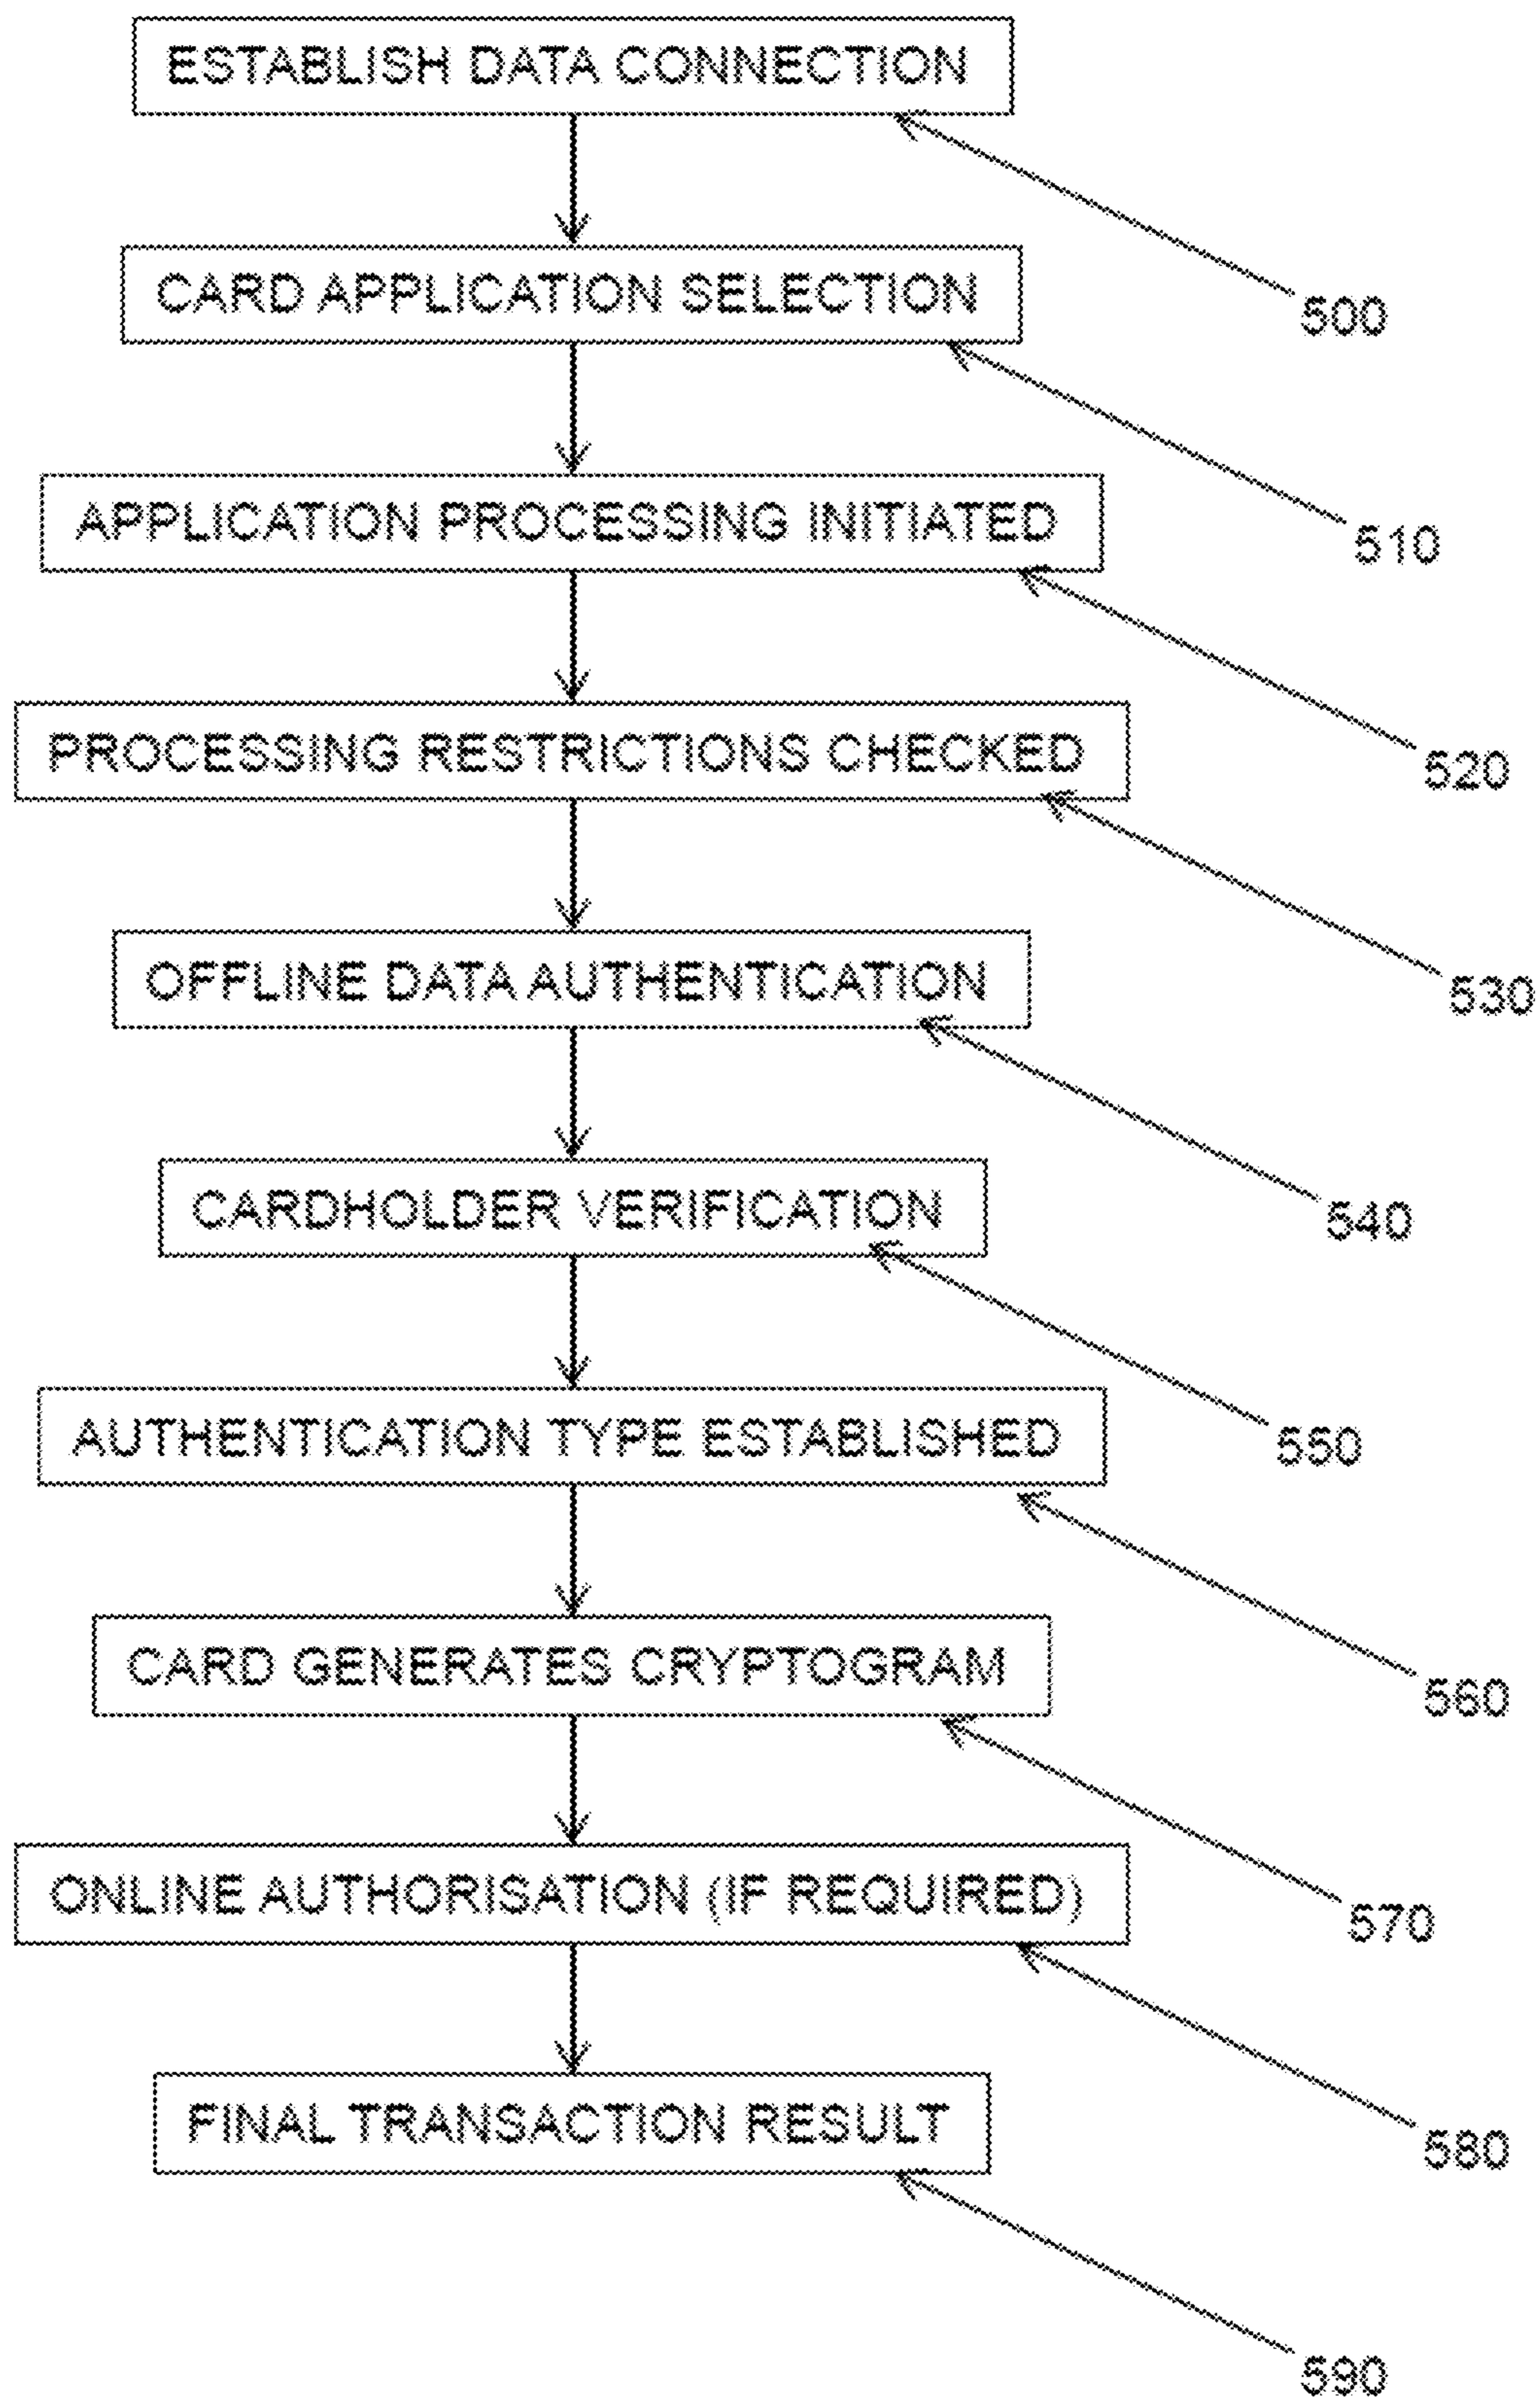 ESTABLISH DATA CONNECTION
500
CARD APPLICATION SELECTION
510
APPLICATION PROCESSING INITIATED
520
PROCESSING RESTRICTIONS CHECKED
530
OFFLINE DATA AUTHENTICATION
540
CARDHOLDER VERIFICATION
550
AUTHENTICATION TYPE ESTABLISHED
560
CARD GENERATES CRYPTOGRAM
570
ONLINE AUTHORISATION (IF REQUIRED)
580
FINAL TRANSACTION RESULT
590